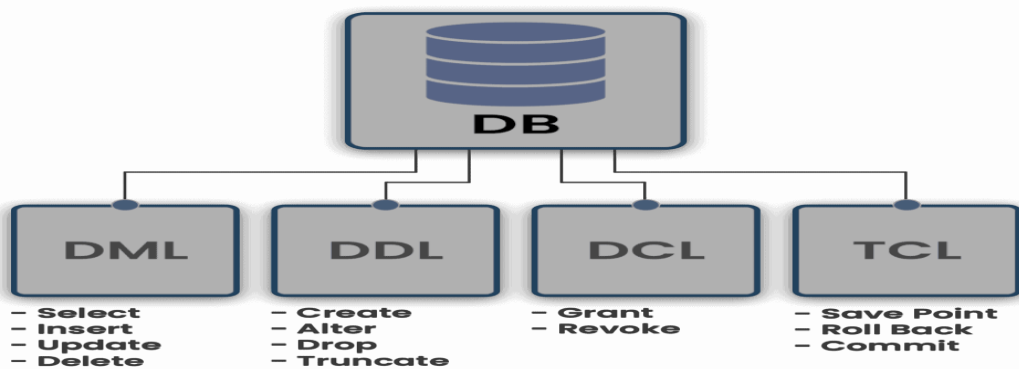 DB
DML
DDL
DCL
TCL
- Select
- Insert
- Update
- Delete
- Create
- Alter
- Drop
- Truncate
- Grant
- Revoke
- Save Point
- Roll Back
- Commit